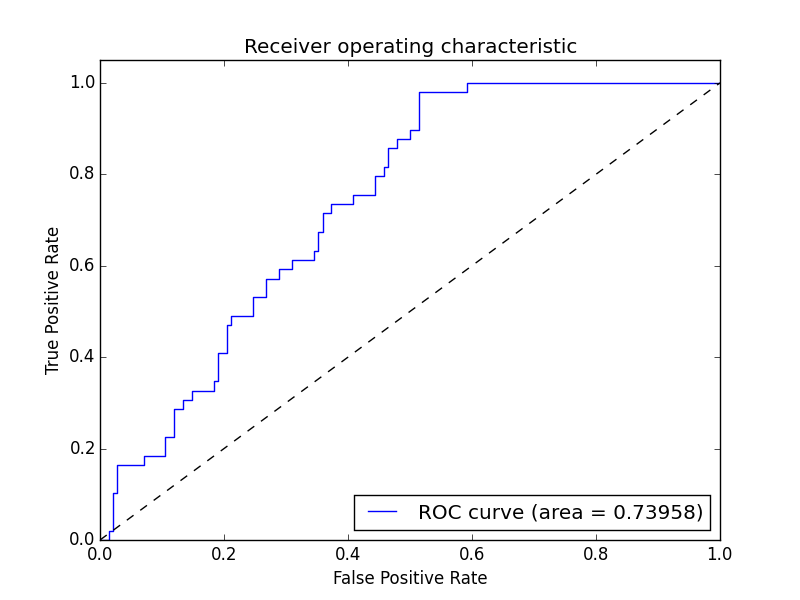 Receiver operating characteristic
1.0
0.8
0.6
0.4
0.2
0.0
True Positive Rate
ROC curve (area = 0.73958)
0.0 0.2 0.4 0.6 0.8 1.0
False Positive Rate